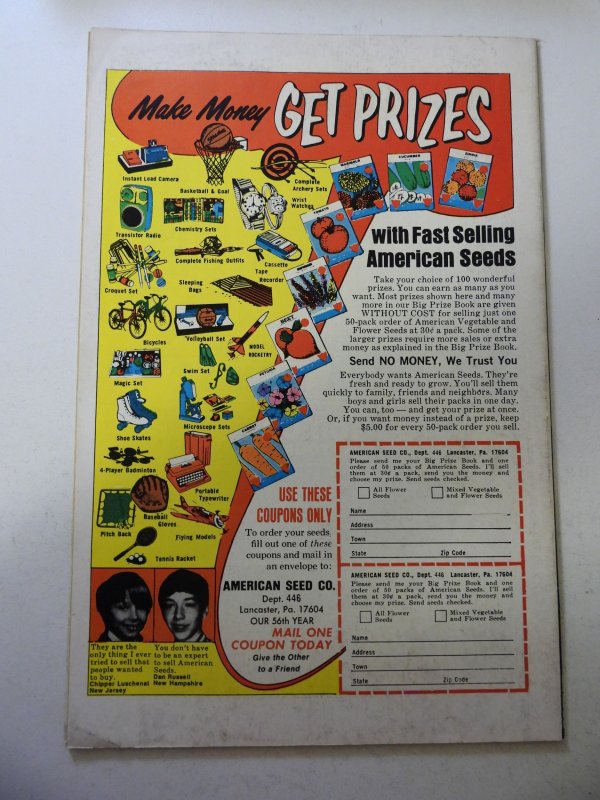 Make Money GET PRIZES
Instant Load Camera
Basketball & Goal
Complete
Archery Sets
Wrist
Watches
Transistor Radio
Chemistry Sets
Complete Fishing Outfits
Cassette
Tape
Recorder
Croquet Set
Sleeping
Bags
Bicycles
Volleyball Set
MODEL
ROCKETRY
Magic Set
Swim Set
Shoe Skates
Microscope Sets
4-Player Badminton
Portable
Typewriter
Pitch Back
Baseball
Gloves
Flying Models
Tennis Racket
CUCUMBER
ZINNIA
TOMATO
BEET
PETUNIA
CARROT
with Fast Selling
American Seeds
Take your choice of 100 wonderful
prizes. You can earn as many as you
want. Most prizes shown here and many
more in our Big Prize Book are given
WITHOUT COST for selling just one
50-pack order of American Vegetable and
Flower Seeds at 30¢ a pack. Some of the
larger prizes require more sales or extra
money as explained in the Big Prize Book.
Send NO MONEY, We Trust You
Everybody wants American Seeds. They're
fresh and ready to grow. You'll sell them
quickly to family, friends and neighbors. Many
boys and girls sell their packs in one day.
You can, too — and get your prize at once.
Or, if you want money instead of a prize, keep
$5.00 for every 50-pack order you sell.
USE THESE
COUPONS ONLY
To order your seeds,
fill out one of these
coupons and mail in
an envelope to:
AMERICAN SEED CO.
Dept. 446
Lancaster, Pa. 17604
OUR 56th YEAR
MAIL ONE
COUPON TODAY
Give the Other
to a Friend
They are the
only thing I ever
tried to sell that
people wanted
to buy.
Chipper Luschenat
New Jersey
You don't have
to be an expert
to sell American
Seeds.
Dan Russell
New Hampshire
AMERICAN SEED CO., Dept. 446 Lancaster, Pa. 17604
Please send me your Big Prize Book and one
order of 50 packs of American Seeds. I'll sell
them at 30¢ a pack, send you the money and
choose my prize. Send seeds checked.
All Flower
Seeds
Mixed Vegetable
and Flower Seeds
Name
Address
Town
State Zip Code
AMERICAN SEED CO., Dept. 446 Lancaster, Pa. 17604
Please send me your Big Prize Book and one
order of 50 packs of American Seeds. I'll sell
them at 30¢ a pack, send you the money and
choose my prize. Send seeds checked.
All Flower
Seeds
Mixed Vegetable
and Flower Seeds
Name
Address
Town
State Zip Code